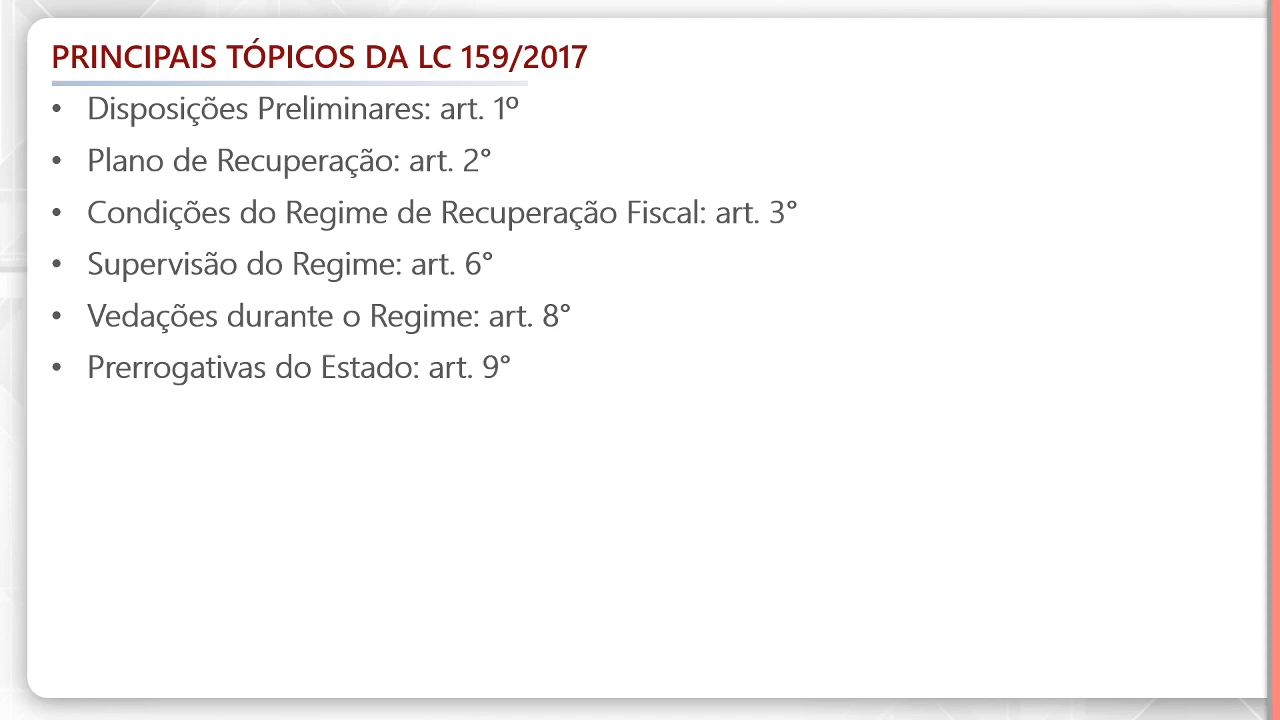 PRINCIPAIS TÓPICOS DA LC 159/2017
• Disposições Preliminares: art. 1º
• Plano de Recuperação: art. 2°
• Condições do Regime de Recuperação Fiscal: art. 3°
• Supervisão do Regime: art. 6°
• Vedações durante o Regime: art. 8°
• Prerrogativas do Estado: art. 9°